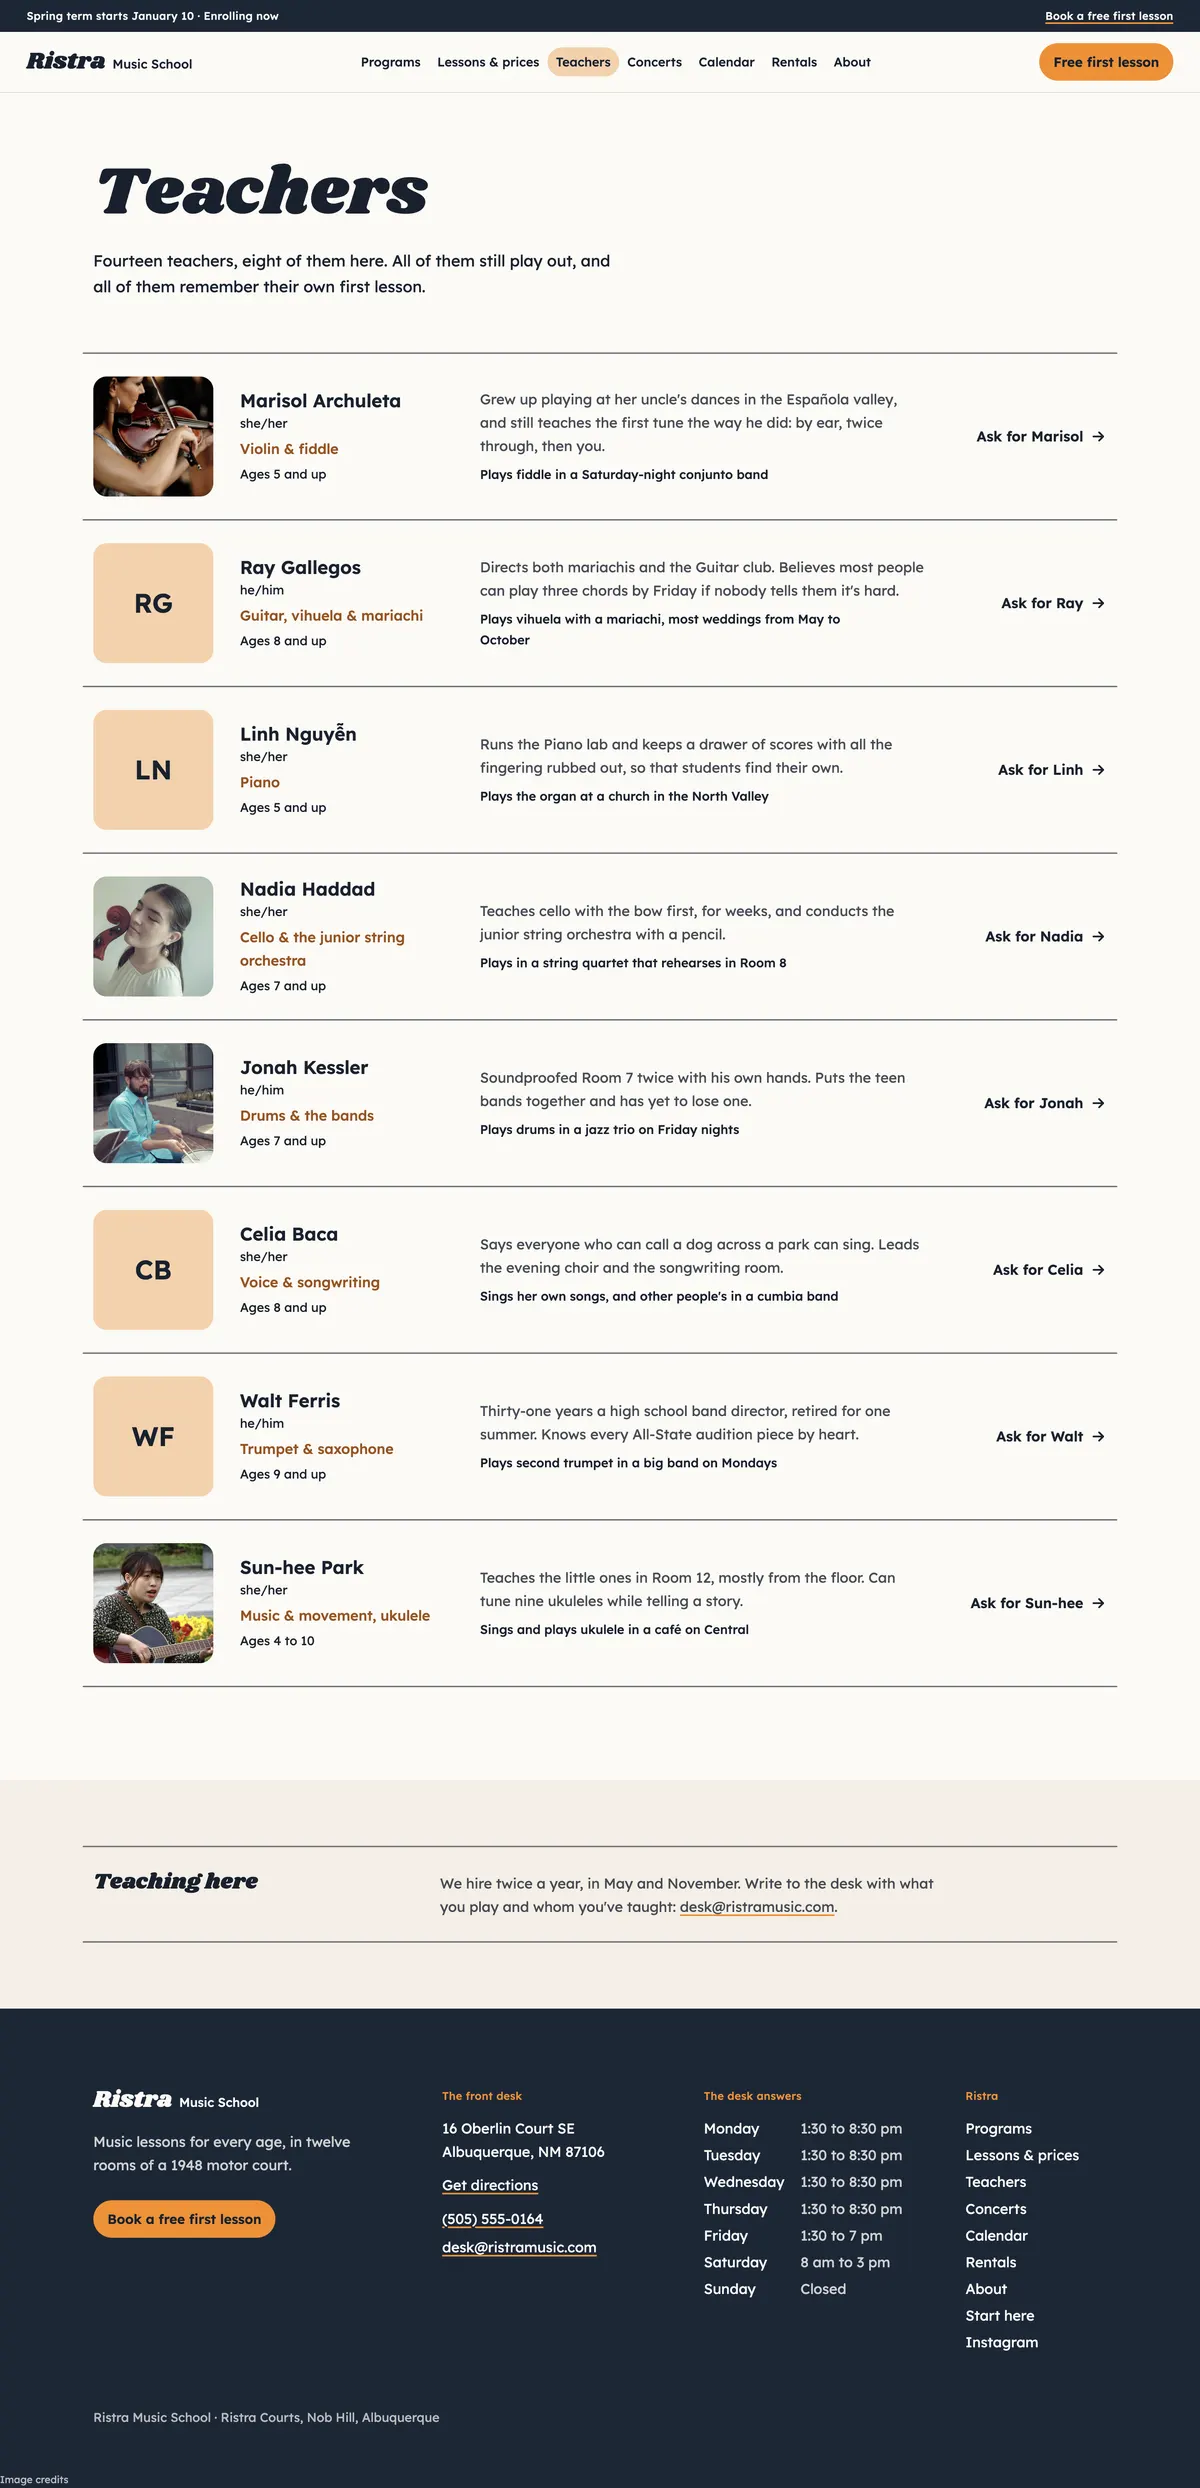 Spring term starts January 10 · Enrolling now
Book a free first lesson
Ristra Music School
Programs
Lessons & prices
Teachers
Concerts
Calendar
Rentals
About
Free first lesson
Teachers
Fourteen teachers, eight of them here. All of them still play out, and
all of them remember their own first lesson.
Marisol Archuleta
she/her
Violin & fiddle
Ages 5 and up
Grew up playing at her uncle's dances in the Española valley,
and still teaches the first tune the way he did: by ear, twice
through, then you.
Plays fiddle in a Saturday-night conjunto band
Ask for Marisol →
RG
Ray Gallegos
he/him
Guitar, vihuela & mariachi
Ages 8 and up
Directs both mariachis and the Guitar club. Believes most people
can play three chords by Friday if nobody tells them it's hard.
Plays vihuela with a mariachi, most weddings from May to
October
Ask for Ray →
LN
Linh Nguyễn
she/her
Piano
Ages 5 and up
Runs the Piano lab and keeps a drawer of scores with all the
fingering rubbed out, so that students find their own.
Plays the organ at a church in the North Valley
Ask for Linh →
Nadia Haddad
she/her
Cello & the junior string
orchestra
Ages 7 and up
Teaches cello with the bow first, for weeks, and conducts the
junior string orchestra with a pencil.
Plays in a string quartet that rehearses in Room 8
Ask for Nadia →
Jonah Kessler
he/him
Drums & the bands
Ages 7 and up
Soundproofed Room 7 twice with his own hands. Puts the teen
bands together and has yet to lose one.
Plays drums in a jazz trio on Friday nights
Ask for Jonah →
CB
Celia Baca
she/her
Voice & songwriting
Ages 8 and up
Says everyone who can call a dog across a park can sing. Leads
the evening choir and the songwriting room.
Sings her own songs, and other people's in a cumbia band
Ask for Celia →
WF
Walt Ferris
he/him
Trumpet & saxophone
Ages 9 and up
Thirty-one years a high school band director, retired for one
summer. Knows every All-State audition piece by heart.
Plays second trumpet in a big band on Mondays
Ask for Walt →
Sun-hee Park
she/her
Music & movement, ukulele
Ages 4 to 10
Teaches the little ones in Room 12, mostly from the floor. Can
tune nine ukuleles while telling a story.
Sings and plays ukulele in a café on Central
Ask for Sun-hee →
Teaching here
We hire twice a year, in May and November. Write to the desk with what
you play and whom you've taught: desk@ristramusic.com.
Ristra Music School
Music lessons for every age, in twelve
rooms of a 1948 motor court.
Book a free first lesson
The front desk
16 Oberlin Court SE
Albuquerque, NM 87106
Get directions
(505) 555-0164
desk@ristramusic.com
The desk answers
Monday 1:30 to 8:30 pm
Tuesday 1:30 to 8:30 pm
Wednesday 1:30 to 8:30 pm
Thursday 1:30 to 8:30 pm
Friday 1:30 to 7 pm
Saturday 8 am to 3 pm
Sunday Closed
Ristra
Programs
Lessons & prices
Teachers
Concerts
Calendar
Rentals
About
Start here
Instagram
Ristra Music School · Ristra Courts, Nob Hill, Albuquerque
Image credits